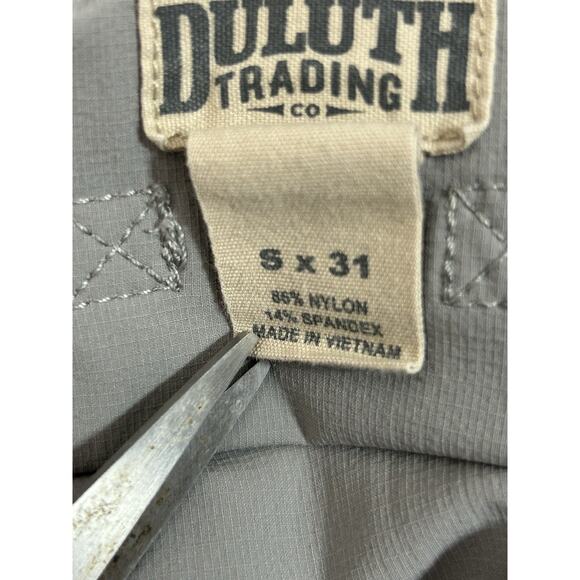 DULUTH
TRADING
CO
S x 31
86% NYLON
14% SPANDEX
MADE IN VIETNAM